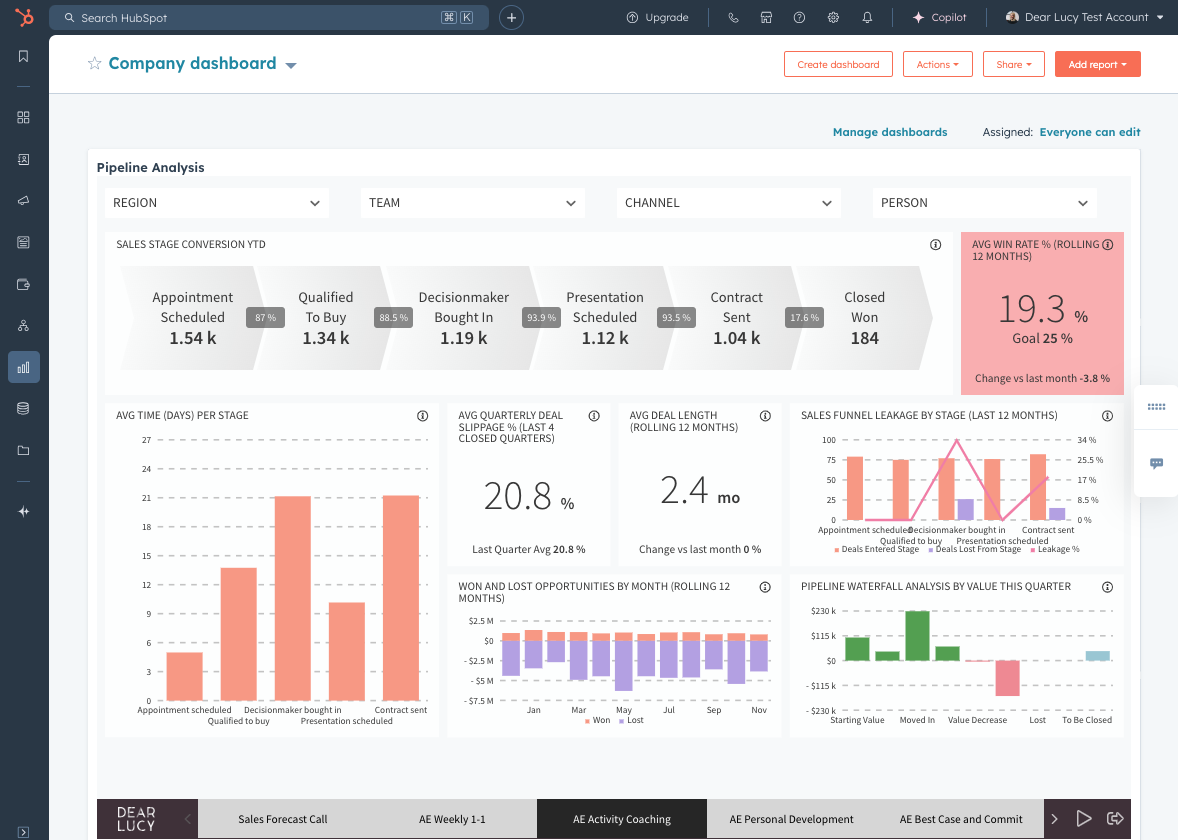 Search HubSpot
⌘ K
Upgrade
Copilot
Dear Lucy Test Account
Company dashboard
Create dashboard
Actions
Share
Add report
Manage dashboards
Assigned: Everyone can edit
Pipeline Analysis
REGION
TEAM
CHANNEL
PERSON
SALES STAGE CONVERSION YTD
Appointment
Scheduled
1.54 k
87 %
Qualified
To Buy
1.34 k
88.5 %
Decisionmaker
Bought In
1.19 k
93.9 %
Presentation
Scheduled
1.12 k
93.5 %
Contract
Sent
1.04 k
17.6 %
Closed
Won
184
AVG WIN RATE % (ROLLING
12 MONTHS)
19.3 %
Goal 25 %
Change vs last month -3.8 %
AVG TIME (DAYS) PER STAGE
27
24
21
18
15
12
9
6
3
0
Appointment scheduled
Qualified to buy
Decisionmaker bought in
Presentation scheduled
Contract sent
AVG QUARTERLY DEAL
SLIPPAGE % (LAST 4
CLOSED QUARTERS)
20.8 %
Last Quarter Avg 20.8 %
AVG DEAL LENGTH
(ROLLING 12 MONTHS)
2.4 mo
Change vs last month 0 %
SALES FUNNEL LEAKAGE BY STAGE (LAST 12 MONTHS)
100
75
50
25
0
34 %
25.5 %
17 %
8.5 %
0 %
Appointment scheduled
Qualified to buy
Decisionmaker bought in
Presentation scheduled
Contract sent
Deals Entered Stage
Deals Lost From Stage
Leakage %
WON AND LOST OPPORTUNITIES BY MONTH (ROLLING 12
MONTHS)
$2.5 M
$0
- $2.5 M
- $5 M
- $7.5 M
Jan
Mar
May
Jul
Sep
Nov
Won
Lost
PIPELINE WATERFALL ANALYSIS BY VALUE THIS QUARTER
$230 k
$115 k
$0
- $115 k
- $230 k
Starting Value
Moved In
Value Decrease
Lost
To Be Closed
DEAR
LUCY
Sales Forecast Call
AE Weekly 1-1
AE Activity Coaching
AE Personal Development
AE Best Case and Commit